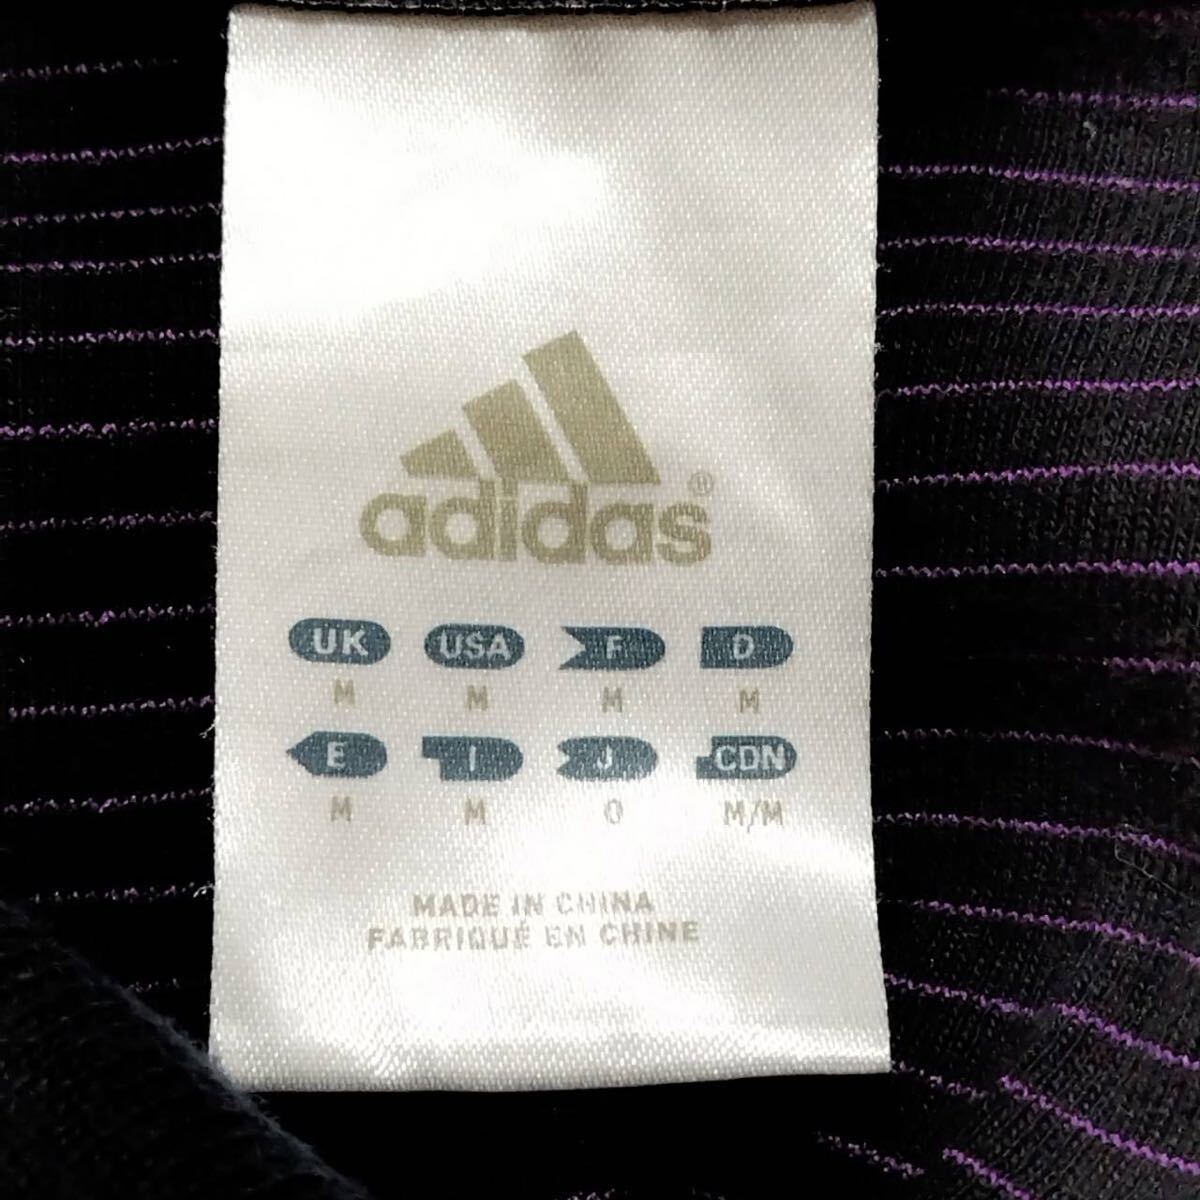 adidas®
UK USA F D
M M M M
E I J CDN
M M O M/M
MADE IN CHINA
FABRIQUÉ EN CHINE